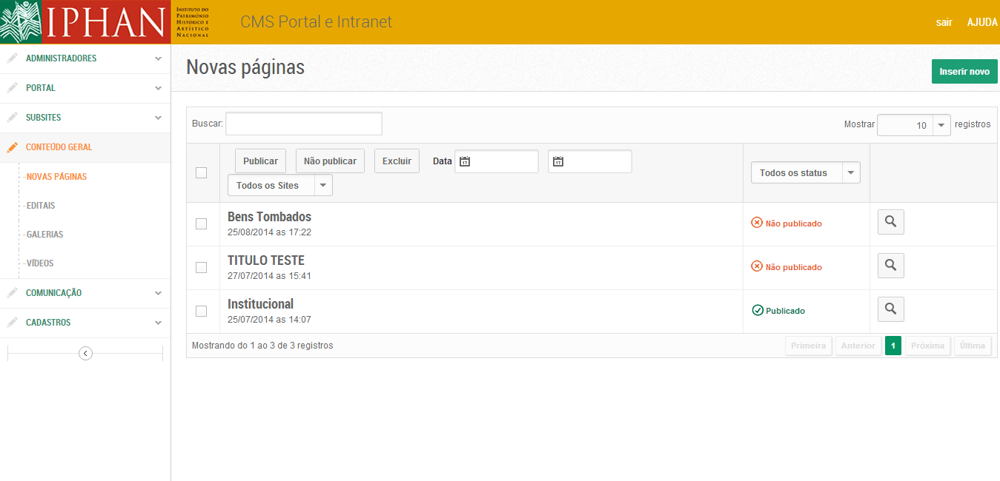 IPHAN
INSTITUTO DO
PATRIMÔNIO
HISTÓRICO E
ARTÍSTICO
NACIONAL
CMS Portal e Intranet
sair AJUDA
ADMINISTRADORES
PORTAL
SUBSITES
CONTEÚDO GERAL
NOVAS PÁGINAS
EDITAIS
GALERIAS
VÍDEOS
COMUNICAÇÃO
CADASTROS
Novas páginas
Inserir novo
Buscar:
Mostrar 10 registros
Publicar Não publicar Excluir Data 17 17
Todos os Sites
Todos os status
Bens Tombados
25/08/2014 as 17:22
Não publicado
TITULO TESTE
27/07/2014 as 15:41
Não publicado
Institucional
25/07/2014 as 14:07
Publicado
Mostrando do 1 ao 3 de 3 registros
Primeira Anterior 1 Próxima Última